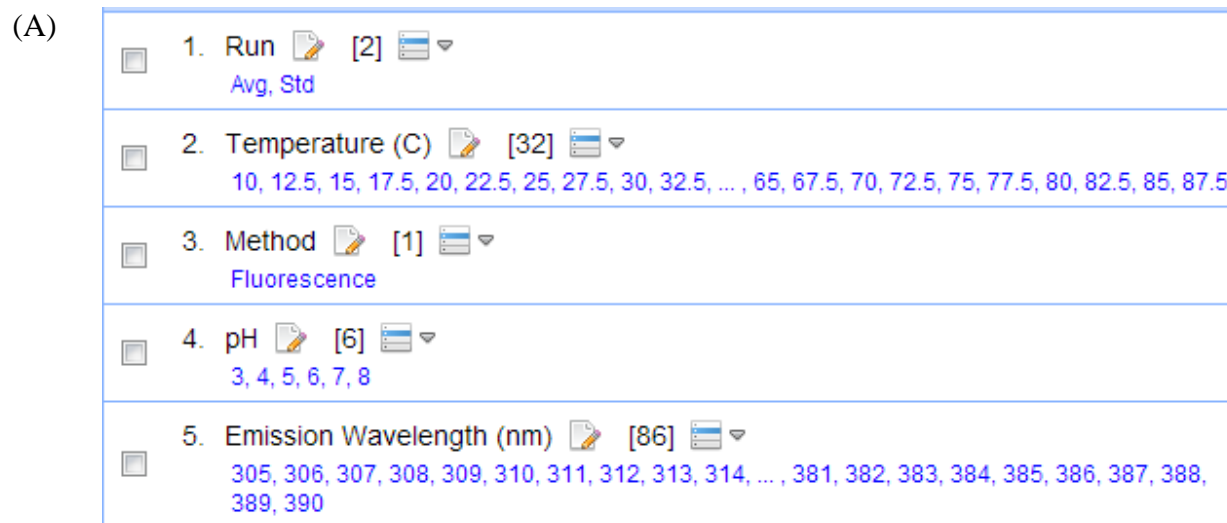 (A)
1. Run [2]
Avg, Std
2. Temperature (C) [32]
10, 12.5, 15, 17.5, 20, 22.5, 25, 27.5, 30, 32.5, ... , 65, 67.5, 70, 72.5, 75, 77.5, 80, 82.5, 85, 87.5
3. Method [1]
Fluorescence
4. pH [6]
3, 4, 5, 6, 7, 8
5. Emission Wavelength (nm) [86]
305, 306, 307, 308, 309, 310, 311, 312, 313, 314, ... , 381, 382, 383, 384, 385, 386, 387, 388,
389, 390